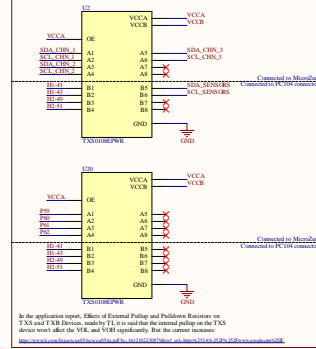 U2
VCCA
VCCB
VCCA
VCCB
VCCA
OE
SDA_CHN_1
SCL_CHN_1
SDA_CHN_2
SCL_CHN_2
A1
A2
A3
A4
A5
A6
A7
A8
SDA_CHN_3
SCL_CHN_3
Connected to MicroZe
Connected to PC104 connecto
H1-41
H1-43
H2-49
H2-51
B1
B2
B3
B4
B5
B6
B7
B8
SDA_SENSORS
SCL_SENSORS
GND
GND
TXS0108EPWR
U20
VCCA
VCCB
VCCA
VCCB
VCCA
OE
P59
P60
P61
P62
A1
A2
A3
A4
A5
A6
A7
A8
Connected to MicroZe
Connected to PC104 connecto
H1-41
H1-43
H2-49
H2-51
B1
B2
B3
B4
B5
B6
B7
B8
GND
GND
TXS0108EPWR
In the application report, Effects of External Pullup and Pulldown Resistors on
TXS and TXB Devices, made by TI, it is said that the internal pullup on the TXS
device won't affect the VOL and VOH significantly. But the current increases: